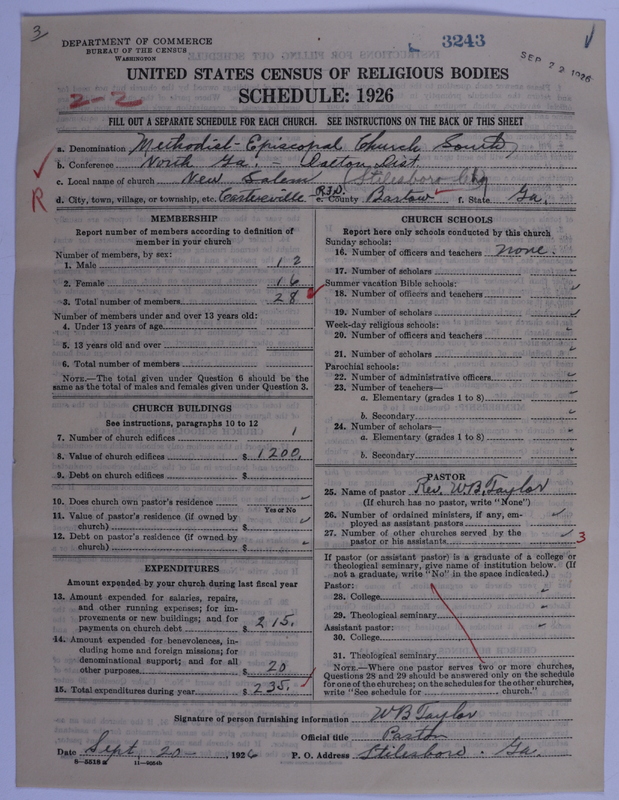 3
DEPARTMENT OF COMMERCE
BUREAU OF THE CENSUS
WASHINGTON
3243
SEP 22 1926
UNITED STATES CENSUS OF RELIGIOUS BODIES
SCHEDULE: 1926
2-2
FILL OUT A SEPARATE SCHEDULE FOR EACH CHURCH. SEE INSTRUCTIONS ON THE BACK OF THIS SHEET
a. Denomination Methodist-Episcopal Church South
b. Conference North Ga. - Dalton Dist.
c. Local name of church New Salem (Stilesboro Chg
R
d. City, town, village, or township, etc. Cartersville R.F.D. e. County Bartow f. State Ga.
MEMBERSHIP
Report number of members according to definition of
member in your church
Number of members, by sex:
1. Male 12
2. Female 16
3. Total number of members 28
Number of members under and over 13 years old:
4. Under 13 years of age
5. 13 years old and over
6. Total number of members
NOTE.—The total given under Question 6 should be the
same as the total of males and females given under Question 3.
CHURCH BUILDINGS
See instructions, paragraphs 10 to 12
7. Number of church edifices 1
8. Value of church edifices $ 1200.
9. Debt on church edifices $
10. Does church own pastor's residence
Yes or No
11. Value of pastor's residence (if owned by
church) $
12. Debt on pastor's residence (if owned by
church) $
EXPENDITURES
Amount expended by your church during last fiscal year
13. Amount expended for salaries, repairs,
and other running expenses; for im-
provements or new buildings; and for
payments on church debt $ 215.
14. Amount expended for benevolences, in-
cluding home and foreign missions; for
denominational support; and for all
other purposes $ 20
15. Total expenditures during year $ 235.
CHURCH SCHOOLS
Report here only schools conducted by this church
Sunday schools:
16. Number of officers and teachers none.
17. Number of scholars
Summer vacation Bible schools:
18. Number of officers and teachers
19. Number of scholars
Week-day religious schools:
20. Number of officers and teachers
21. Number of scholars
Parochial schools:
22. Number of administrative officers
23. Number of teachers—
a. Elementary (grades 1 to 8)
b. Secondary
24. Number of scholars—
a. Elementary (grades 1 to 8)
b. Secondary
PASTOR
25. Name of pastor Rev. W.B. Taylor
(If church has no pastor, write "None")
26. Number of ordained ministers, if any, em-
ployed as assistant pastors
27. Number of other churches served by the
pastor or his assistants 3
If pastor (or assistant pastor) is a graduate of a college or
theological seminary, give name of institution below. (If
not a graduate, write "No" in the space indicated.)
Pastor:
28. College
29. Theological seminary
Assistant pastor:
30. College
31. Theological seminary
NOTE.—Where one pastor serves two or more churches,
Questions 28 and 29 should be answered only on the schedule
for one of the churches; on the schedules for the other churches,
write "See schedule for church."
Signature of person furnishing information WB Taylor
Official title Pastor
Date Sept. 20 -, 1926 P. O. Address Stilesboro. Ga.
8—5518 a 11—9064b